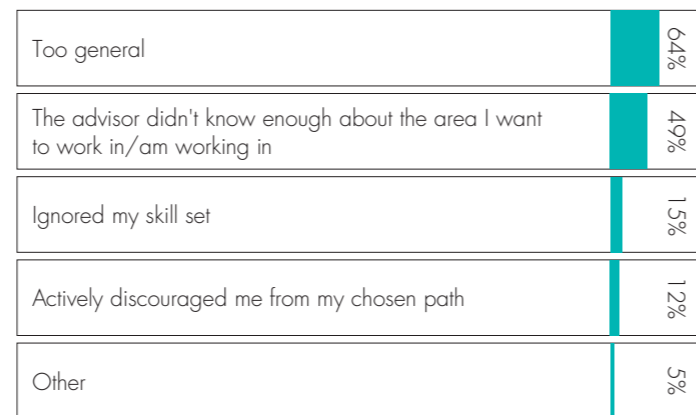 Too general
64%
The advisor didn't know enough about the area I want
to work in/am working in
49%
Ignored my skill set
15%
Actively discouraged me from my chosen path
12%
Other
5%